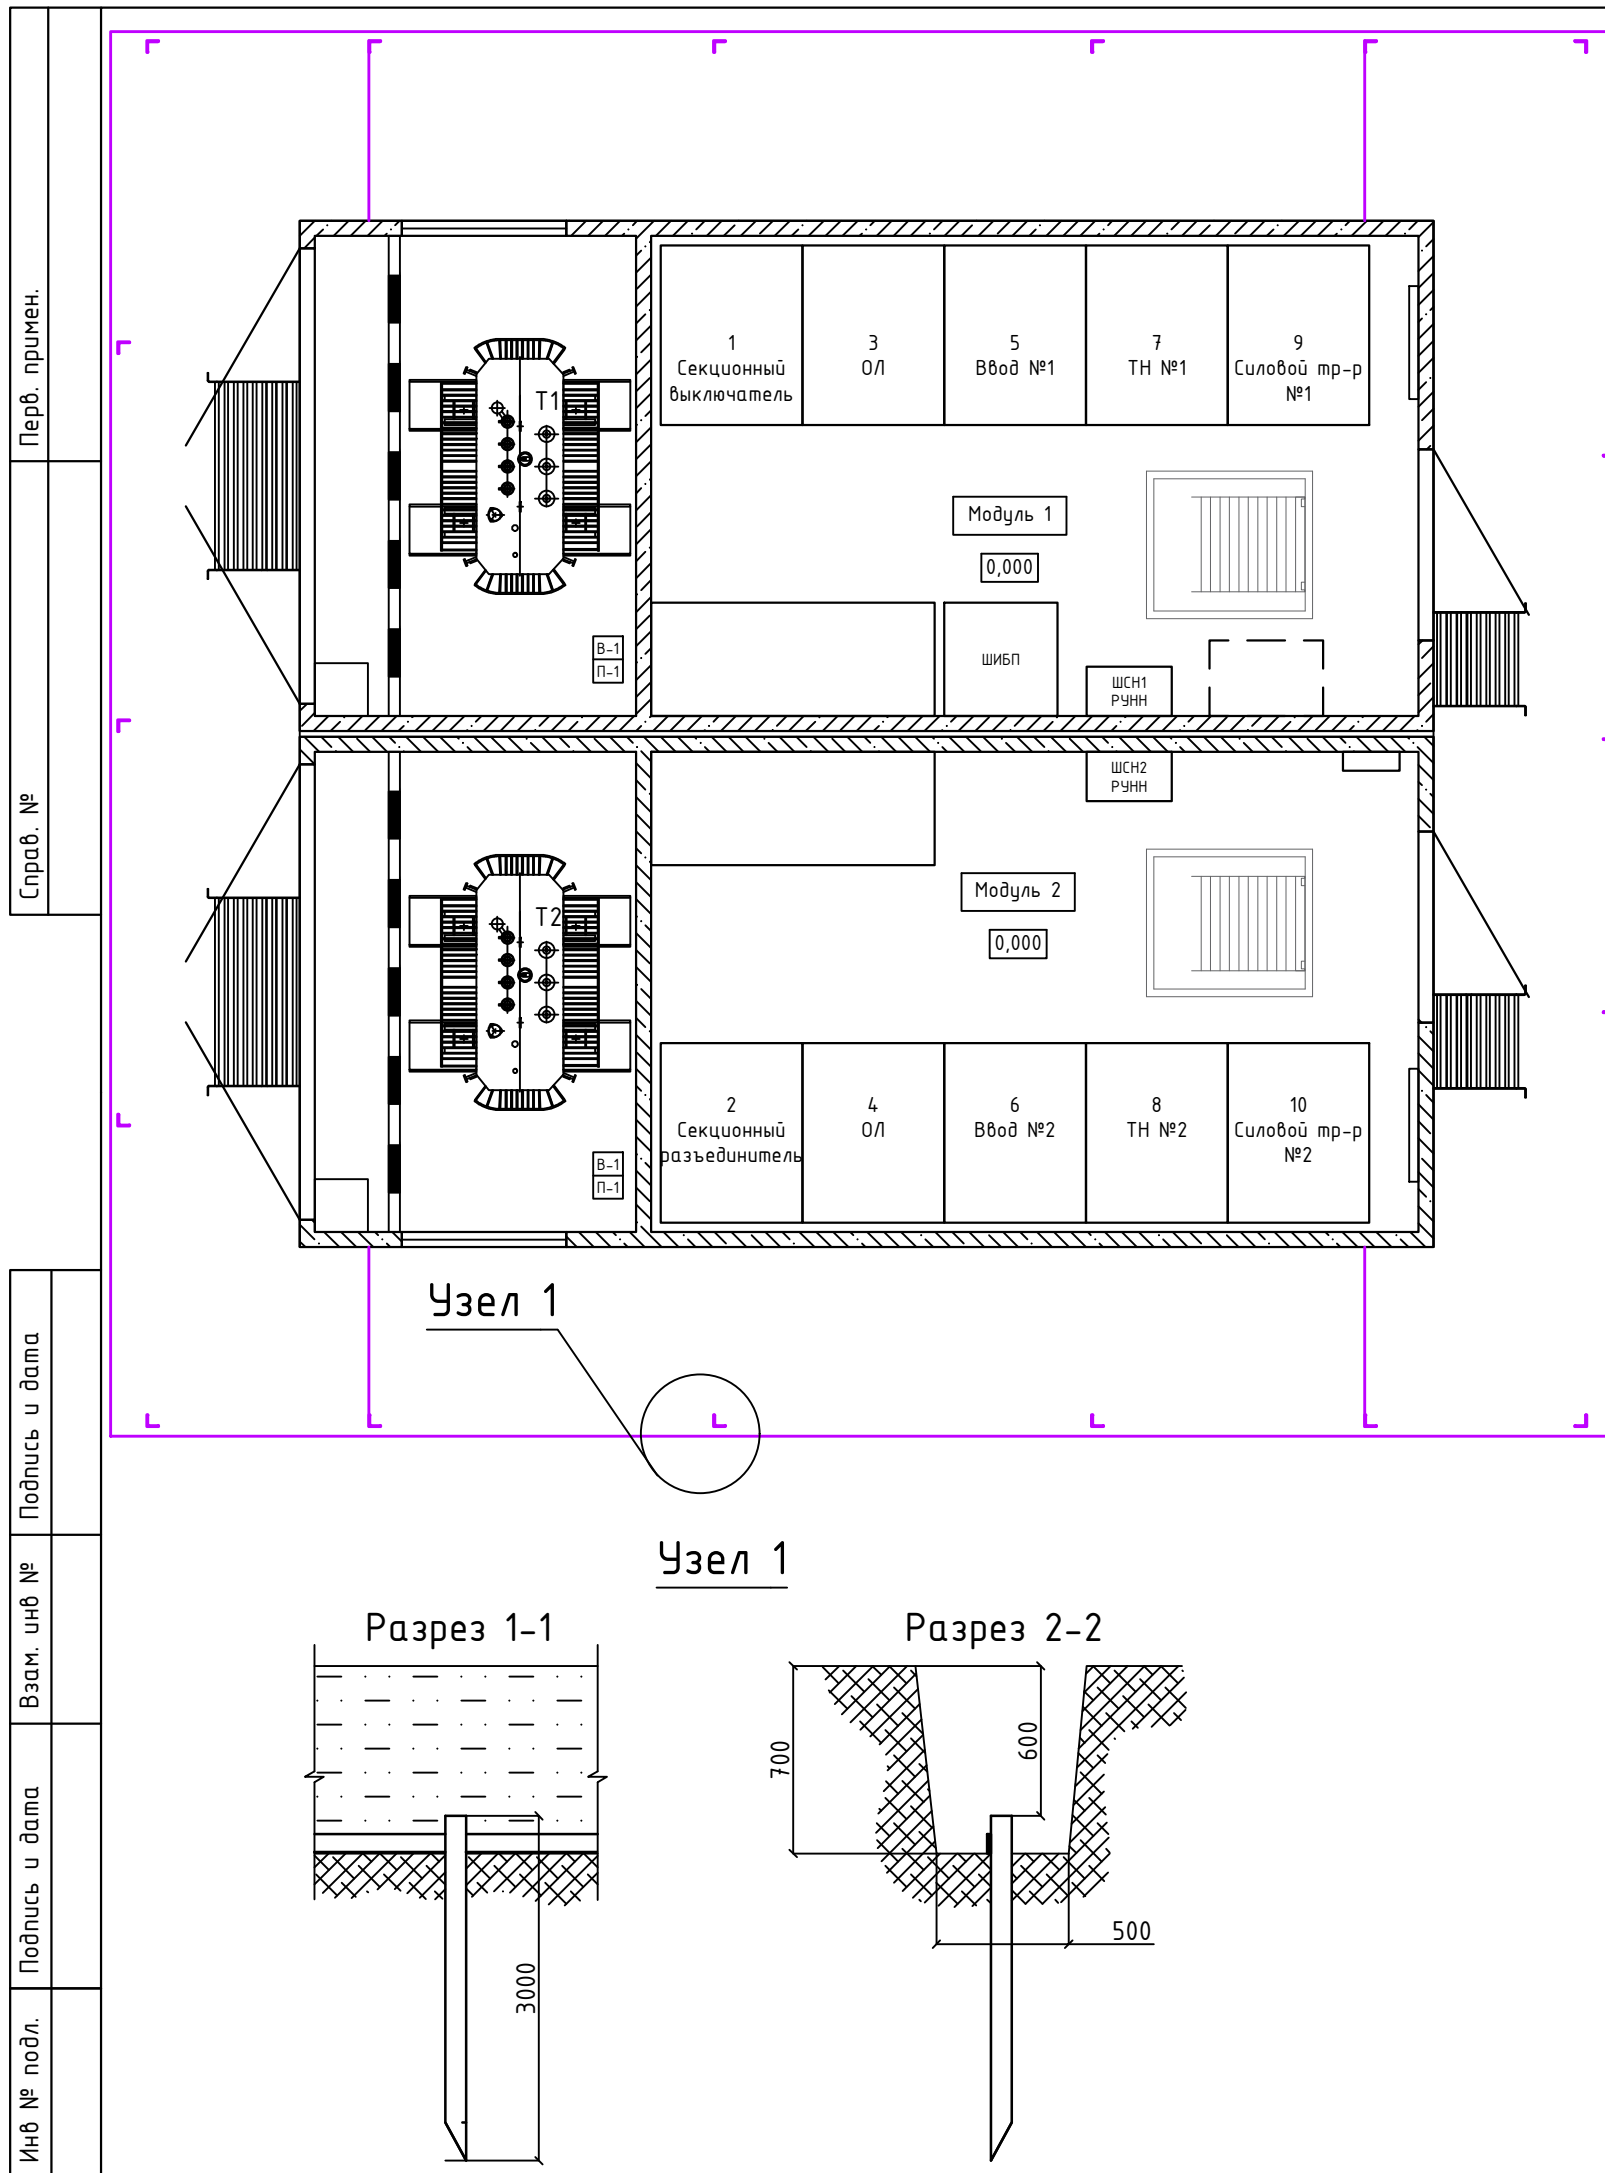 Перв. примен.
Справ. №
Подпись и дата
Взам. инв №
Подпись и дата
Инв № подл.
1
Секционный
выключатель
3
ОЛ
5
Ввод №1
7
ТН №1
9
Силовой тр-р
№1
Т1
Модуль 1
0,000
В-1
П-1
ШИБП
ШСН1
РУНН
ШСН2
РУНН
Т2
Модуль 2
0,000
2
Секционный
разъединитель
4
ОЛ
6
Ввод №2
8
ТН №2
10
Силовой тр-р
№2
В-1
П-1
Узел 1
Узел 1
Разрез 1-1
Разрез 2-2
700
600
500
3000